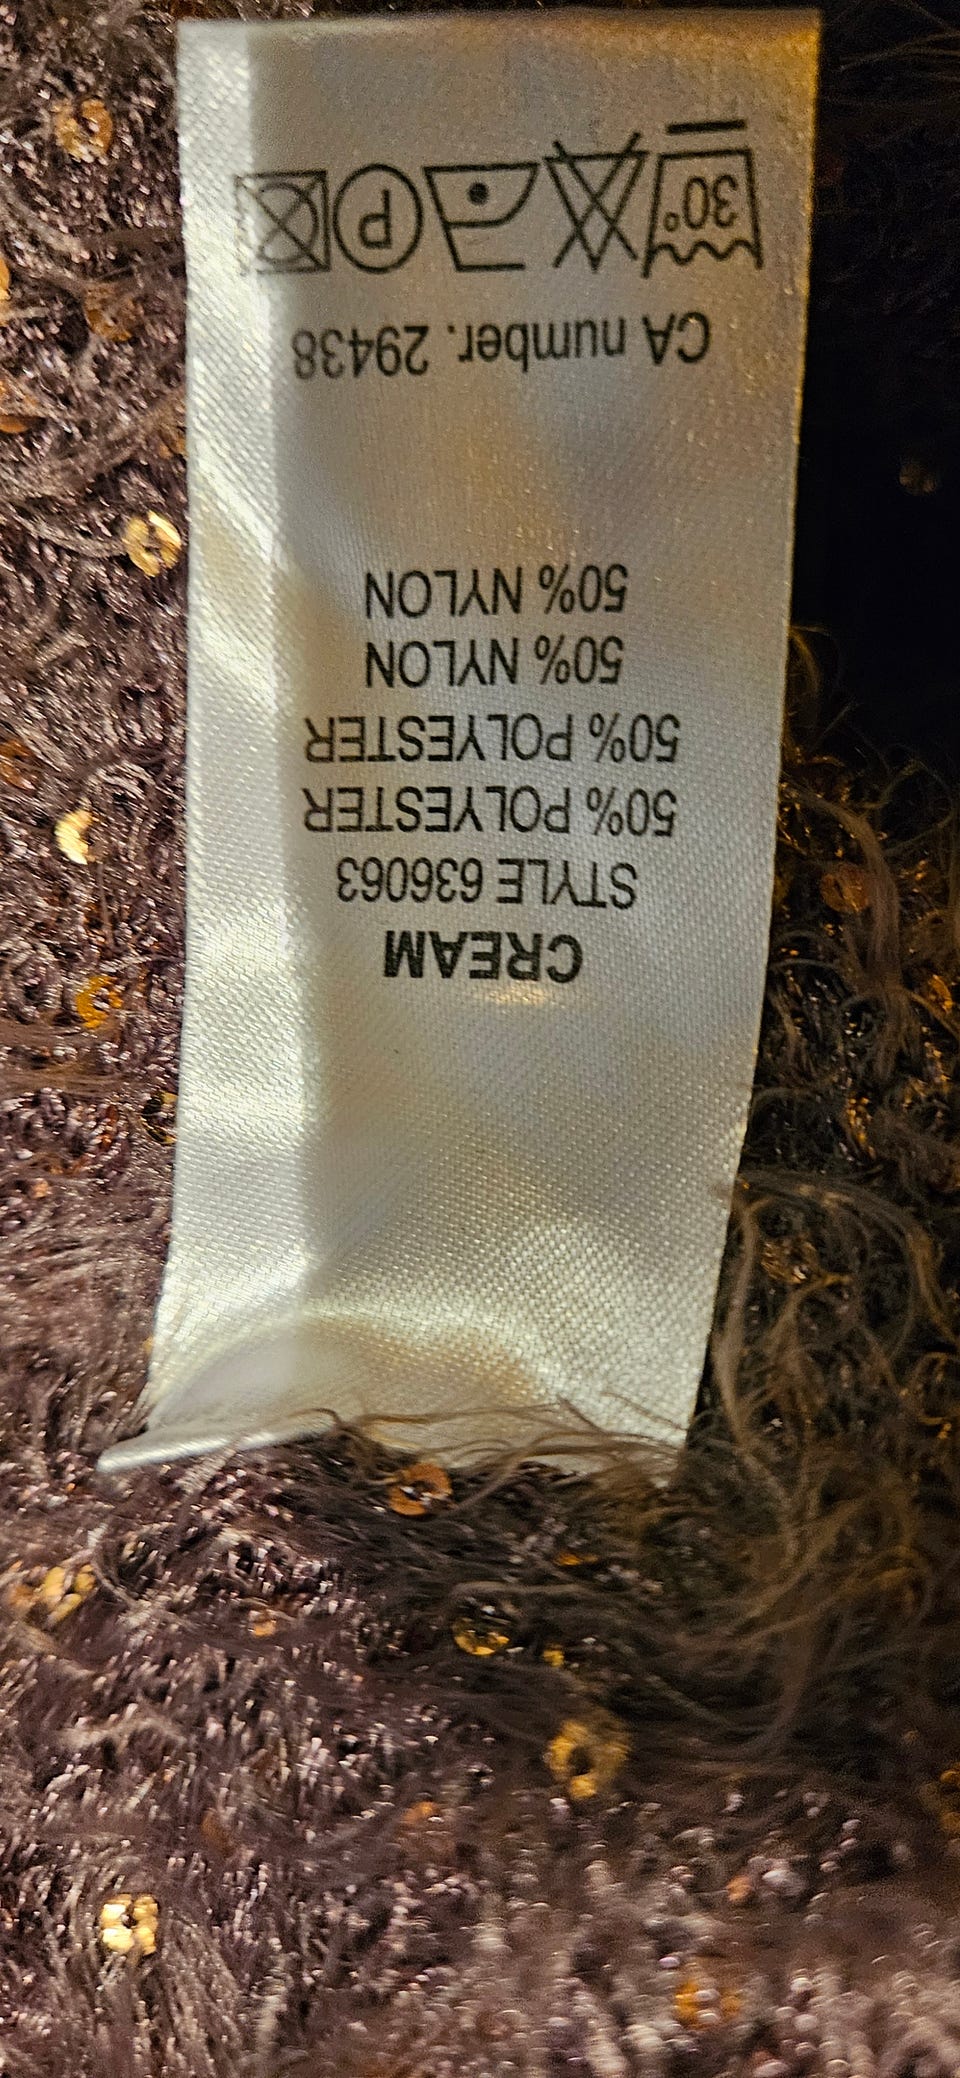 CREAM
STYLE 636063
50% POLYESTER
50% POLYESTER
50% NYLON
50% NYLON
CA number. 29438
30°
P